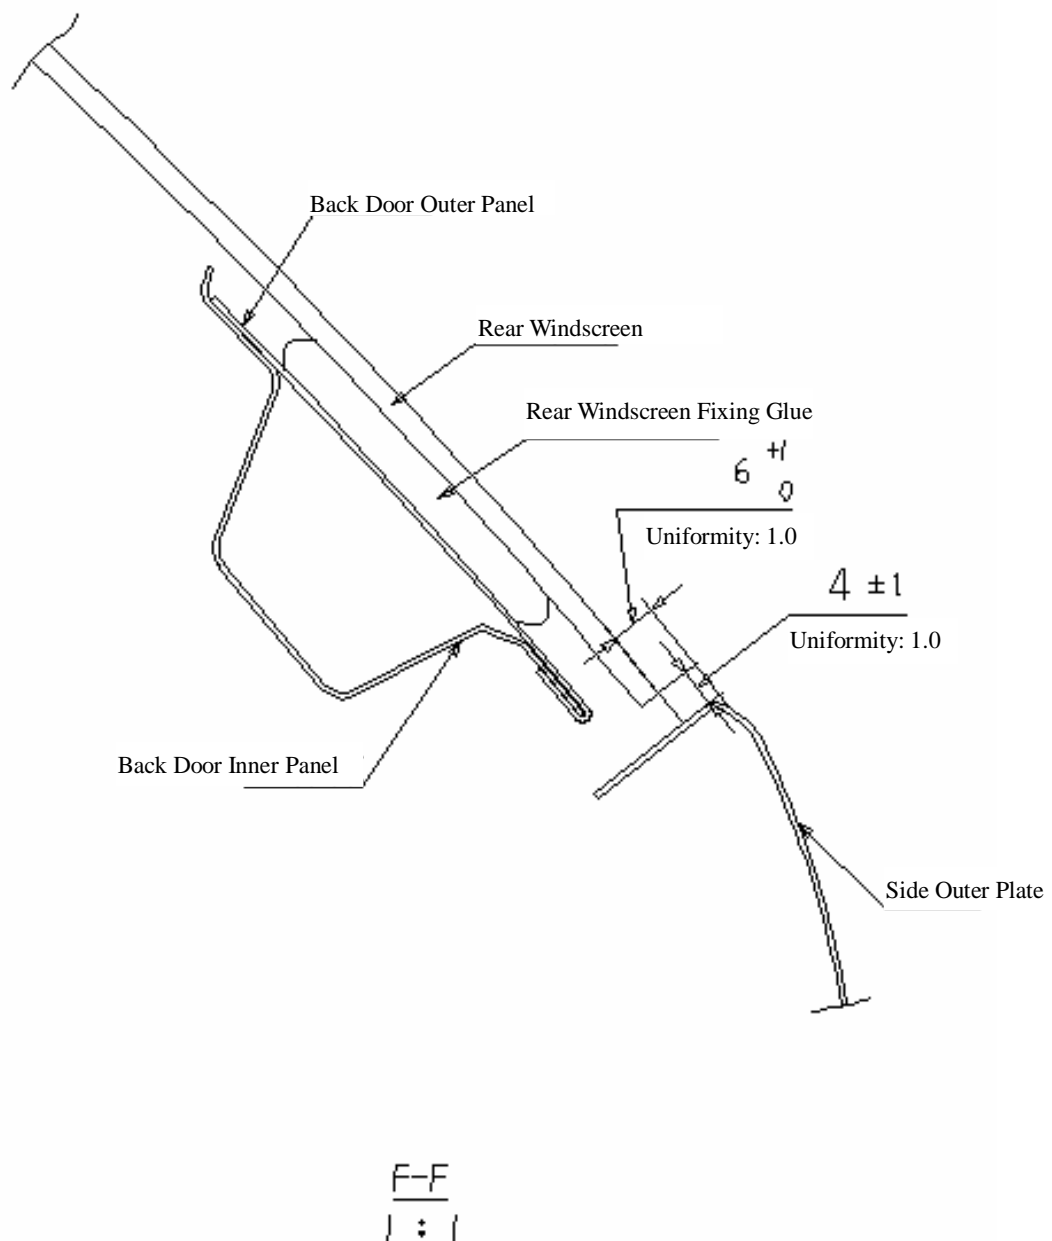 Back Door Outer Panel
Rear Windscreen
Rear Windscreen Fixing Glue
6 +1 0
Uniformity: 1.0
4 ±1
Uniformity: 1.0
Back Door Inner Panel
Side Outer Plate
F-F
1 : 1